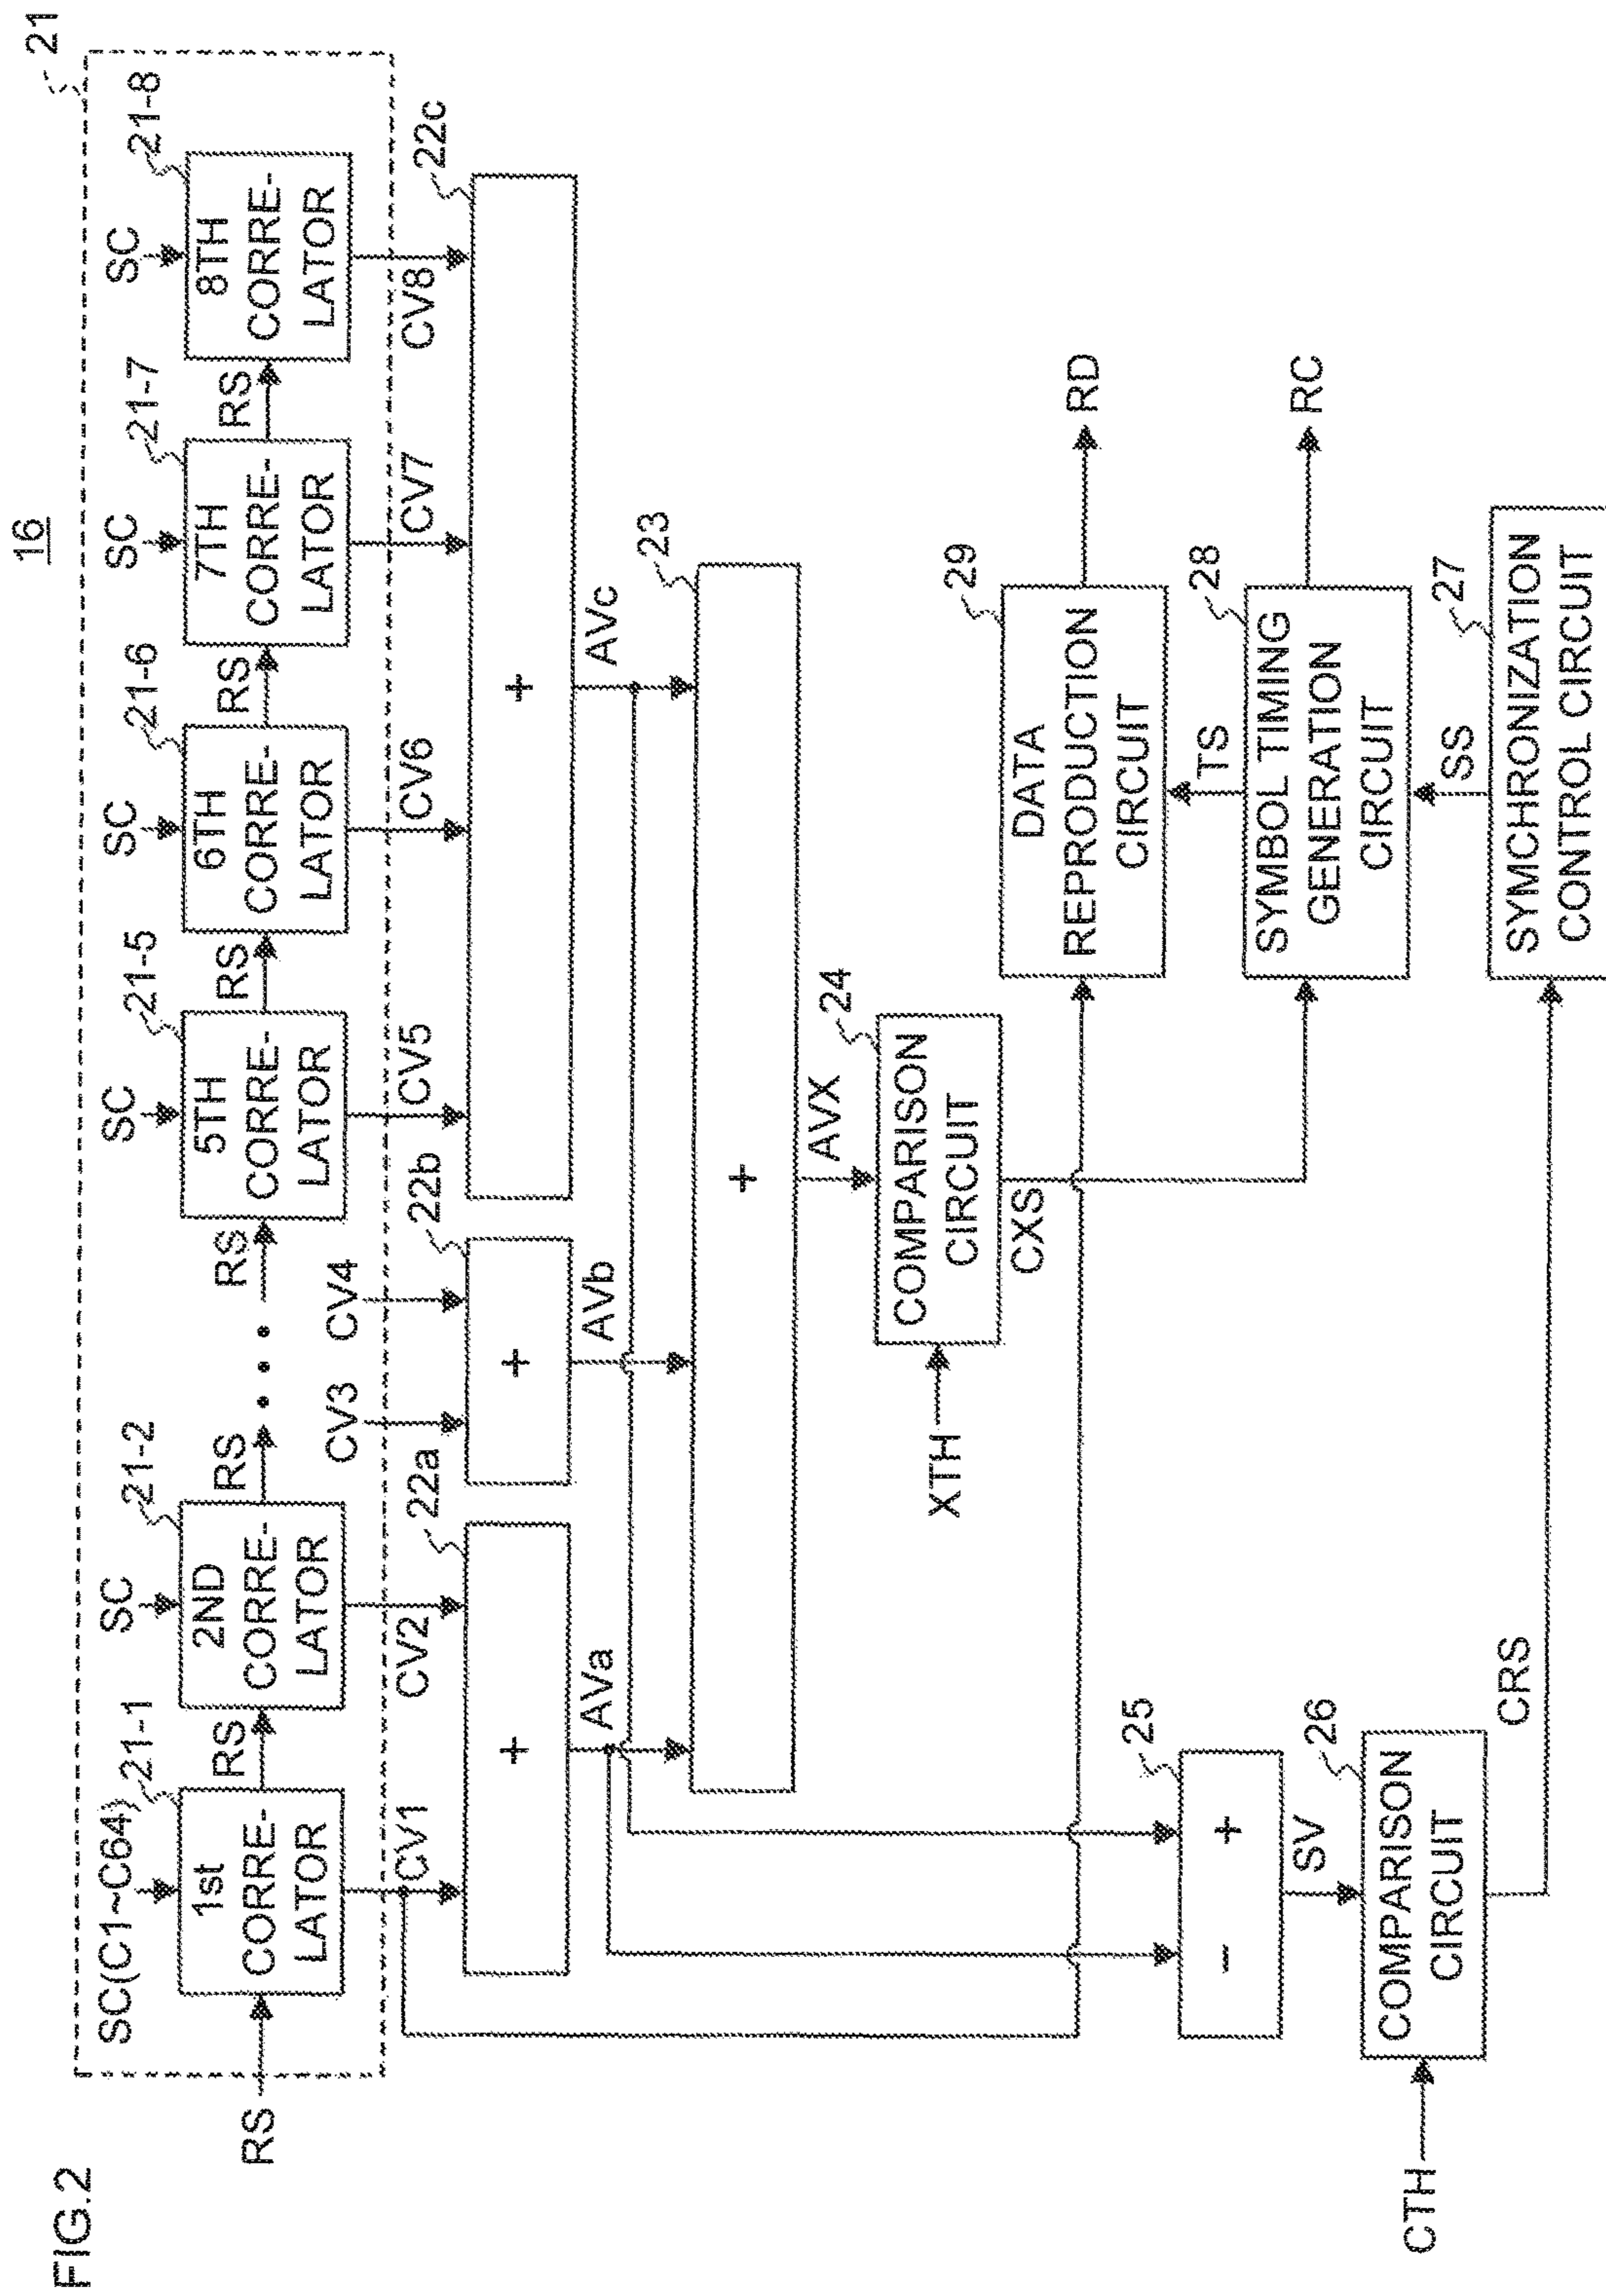 FIG.2
16
21
SC(C1~C64)
21-1
SC
21-2
SC
21-5
SC
21-6
SC
21-7
SC
21-8
RS
1st
CORRE-
LATOR
RS
2ND
CORRE-
LATOR
RS
RS
5TH
CORRE-
LATOR
RS
6TH
CORRE-
LATOR
RS
7TH
CORRE-
LATOR
RS
8TH
CORRE-
LATOR
CV1
CV2
CV3
CV4
CV5
CV6
CV7
CV8
22a
22b
22c
+
+
+
AVa
AVb
AVc
23
+
AVX
24
XTH
COMPARISON
CIRCUIT
CXS
29
DATA
REPRODUCTION
CIRCUIT
RD
TS
28
SYMBOL TIMING
GENERATION
CIRCUIT
RC
SS
25
−
+
SV
26
CTH
COMPARISON
CIRCUIT
CRS
27
SYMCHRONIZATION
CONTROL CIRCUIT